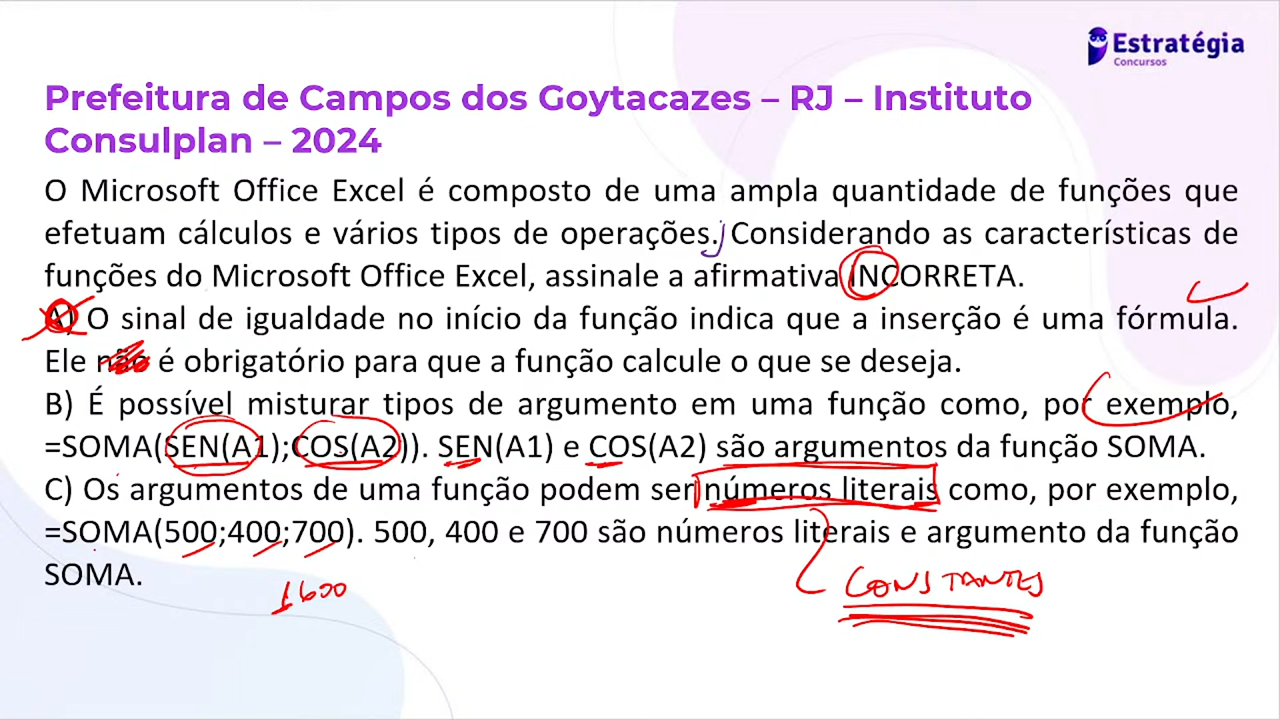 Estratégia
Concursos
Prefeitura de Campos dos Goytacazes – RJ – Instituto
Consulplan – 2024
O Microsoft Office Excel é composto de uma ampla quantidade de funções que
efetuam cálculos e vários tipos de operações. Considerando as características de
funções do Microsoft Office Excel, assinale a afirmativa INCORRETA.
A) O sinal de igualdade no início da função indica que a inserção é uma fórmula.
Ele não é obrigatório para que a função calcule o que se deseja.
B) É possível misturar tipos de argumento em uma função como, por exemplo,
=SOMA(SEN(A1);COS(A2)). SEN(A1) e COS(A2) são argumentos da função SOMA.
C) Os argumentos de uma função podem ser números literais como, por exemplo,
=SOMA(500;400;700). 500, 400 e 700 são números literais e argumento da função
SOMA.
1600
CONSTANTES